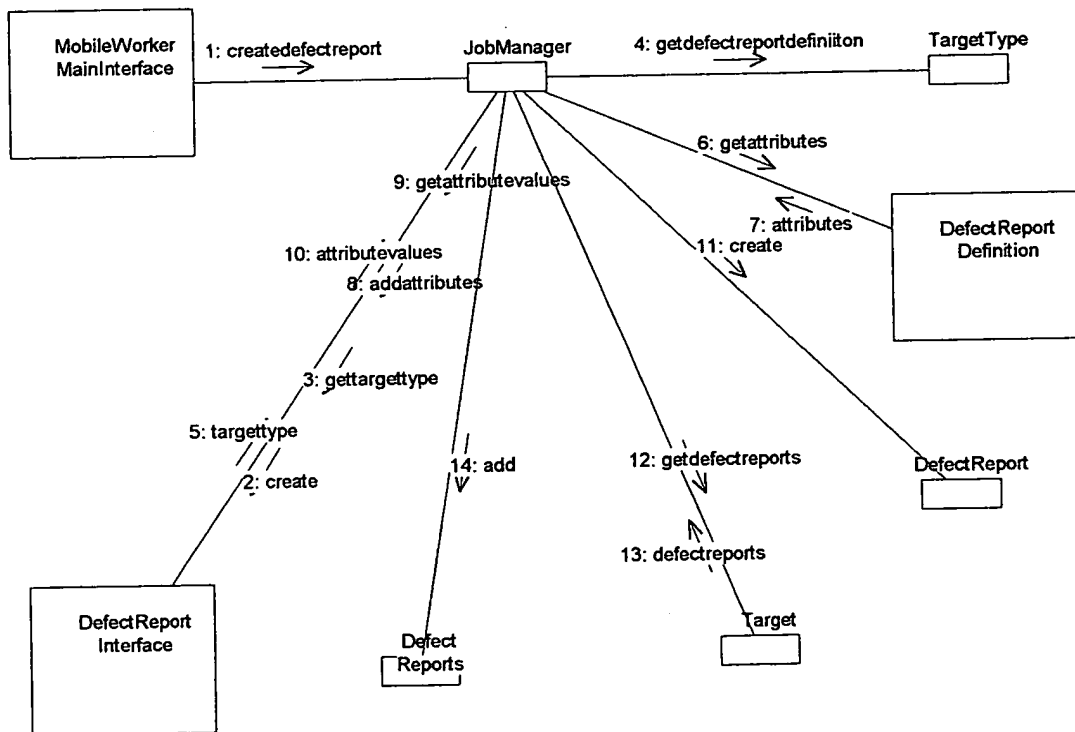 MobileWorker
MainInterface
1: createdefectreport
JobManager
4: getdefectreportdefiniiton
TargetType
6: getattributes
9: getattributevalues
7: attributes
DefectReport
Definition
11: create
10: attributevalues
8: addattributes
3: gettargettype
5: targettype
2: create
14: add
12: getdefectreports
DefectReport
13: defectreports
DefectReport
Interface
Defect
Reports
Target